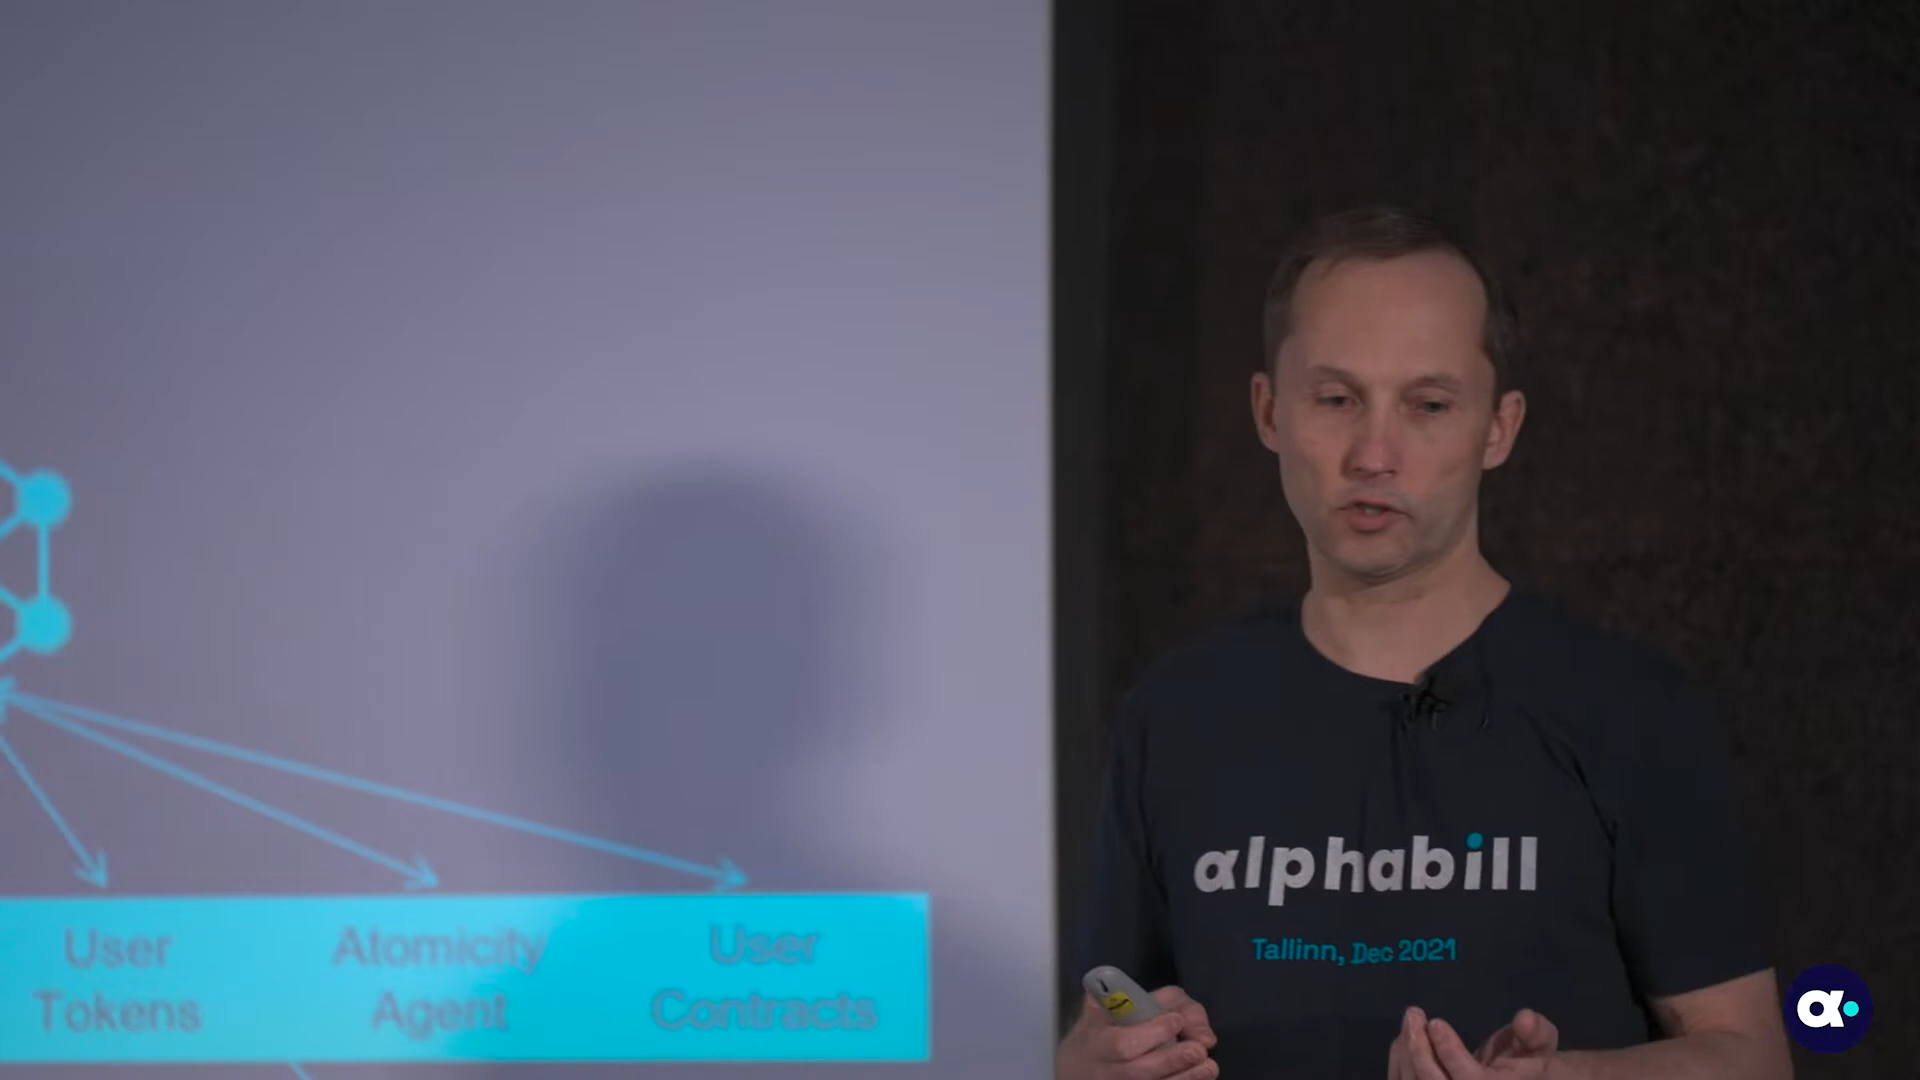 User
Tokens
Atomicity
Agent
User
Contracts
alphabill
Tallinn, Dec 2021
α